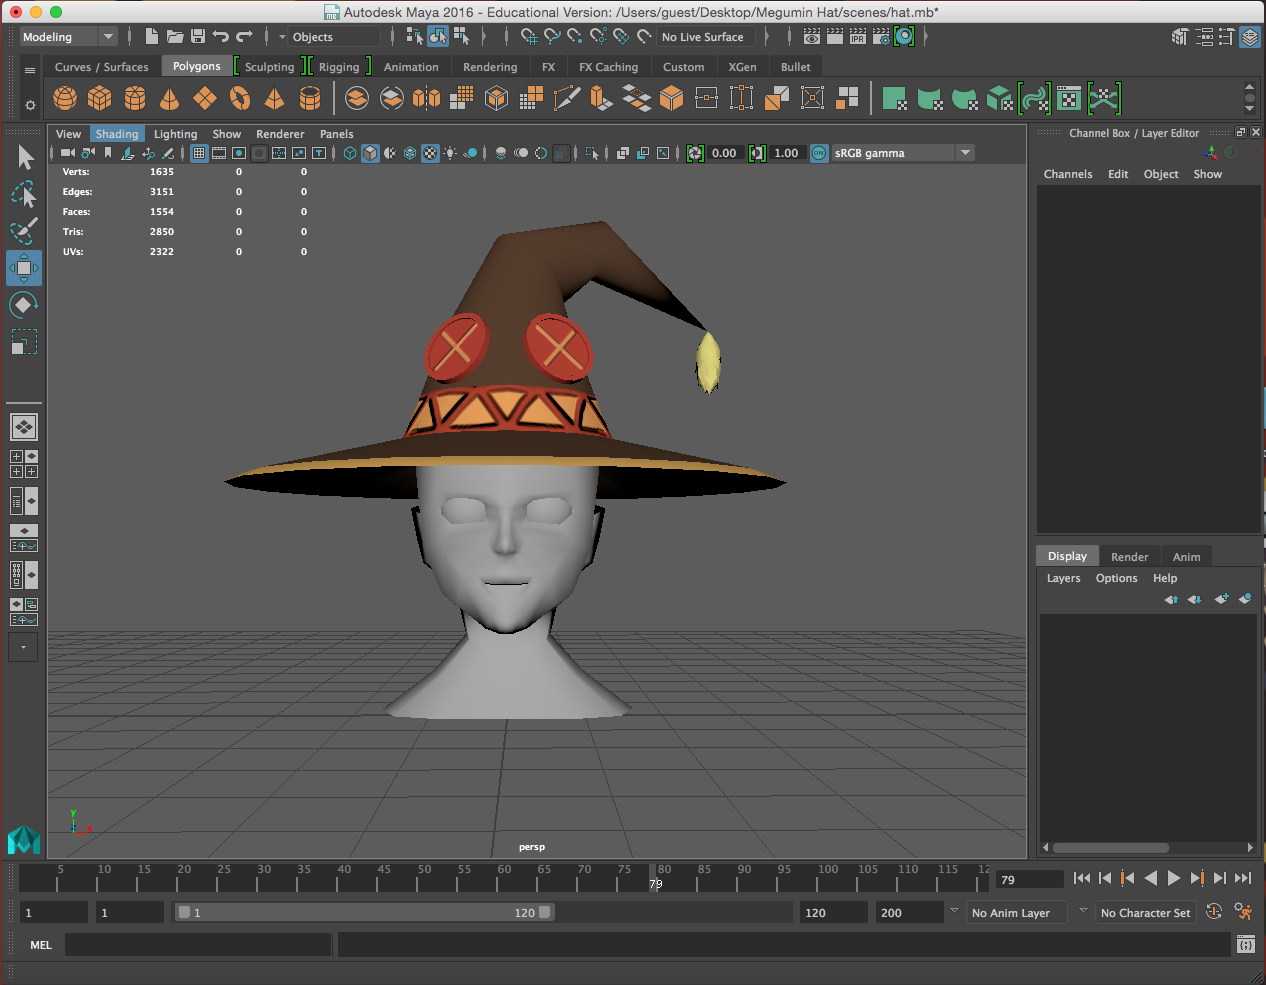 Autodesk Maya 2016 - Educational Version: /Users/guest/Desktop/Megumin Hat/scenes/hat.mb*
Modeling Objects No Live Surface IPR
Curves / Surfaces Polygons Sculpting Rigging Animation Rendering FX FX Caching Custom XGen Bullet
View Shading Lighting Show Renderer Panels
0.00 1.00 ON sRGB gamma
Verts: 1635 0 0
Edges: 3151 0 0
Faces: 1554 0 0
Tris: 2850 0 0
UVs: 2322 0 0
y
z x
persp
Channel Box / Layer Editor
Channels Edit Object Show
Display Render Anim
Layers Options Help
5 10 15 20 25 30 35 40 45 50 55 60 65 70 75 80 85 90 95 100 105 110 115 12
79
79
1 1 1 120 120 200 No Anim Layer No Character Set
MEL